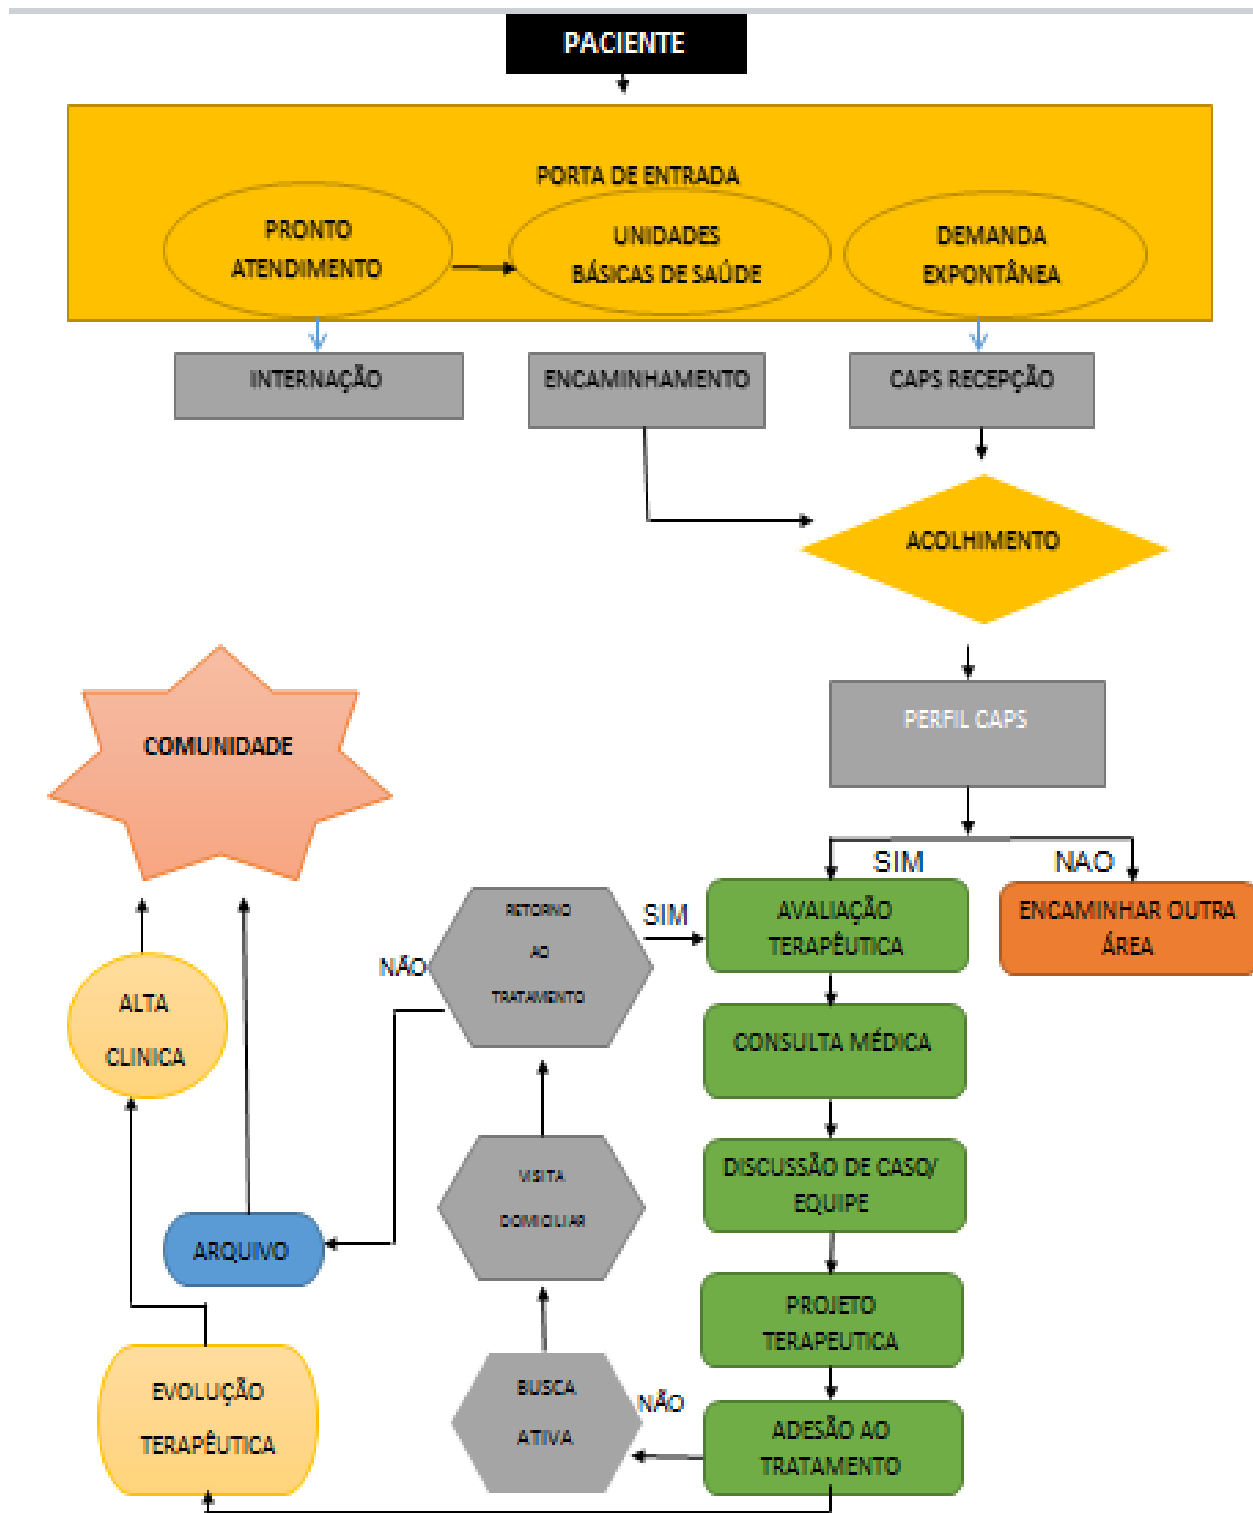 PACIENTE
PORTA DE ENTRADA
PRONTO
ATENDIMENTO
UNIDADES
BÁSICAS DE SAÚDE
DEMANDA
EXPONTÂNEA
INTERNAÇÃO
ENCAMINHAMENTO
CAPS RECEPÇÃO
ACOLHIMENTO
PERFIL CAPS
COMUNIDADE
SIM
NAO
RETORNO
AO
TRATAMENTO
SIM
NÃO
AVALIAÇÃO
TERAPÊUTICA
ENCAMINHAR OUTRA
ÁREA
ALTA
CLINICA
CONSULTA MÉDICA
VISITA
DOMICILIAR
DISCUSSÃO DE CASO/
EQUIPE
ARQUIVO
PROJETO
TERAPEUTICA
EVOLUÇÃO
TERAPÊUTICA
BUSCA
ATIVA
NÃO
ADESÃO AO
TRATAMENTO